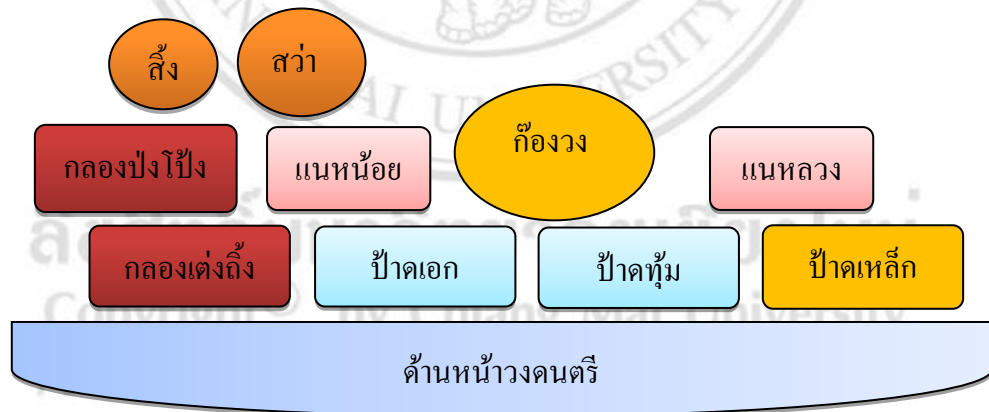 สิ้ง
สว่า
ก๊องวง
กลองป่งโป้ง
แนหน้อย
แนหลวง
กลองเต่งถิ้ง
ป้าดเอก
ป้าดทุ้ม
ป้าดเหล็ก
ด้านหน้าวงดนตรี